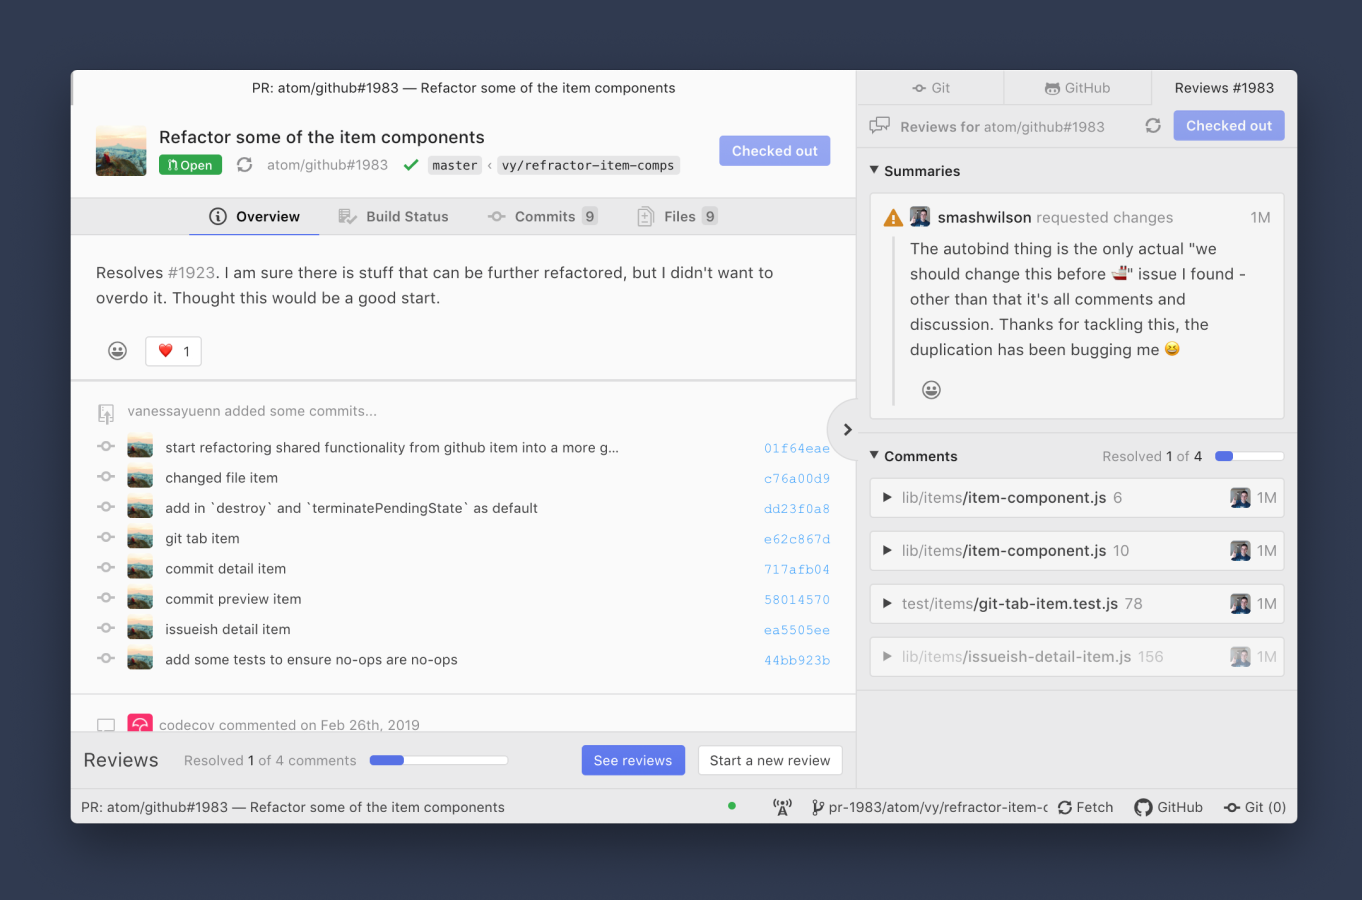 PR: atom/github#1983 — Refactor some of the item components
Refactor some of the item components
Open atom/github#1983 master ‹ vy/refractor-item-comps
Checked out
Overview Build Status Commits 9 Files 9
Resolves #1923. I am sure there is stuff that can be further refactored, but I didn't want to
overdo it. Thought this would be a good start.
❤️ 1
vanessayuenn added some commits...
start refactoring shared functionality from github item into a more g... 01f64eae
changed file item c76a00d9
add in `destroy` and `terminatePendingState` as default dd23f0a8
git tab item e62c867d
commit detail item 717afb04
commit preview item 58014570
issueish detail item ea5505ee
add some tests to ensure no-ops are no-ops 44bb923b
codecov commented on Feb 26th, 2019
Reviews Resolved 1 of 4 comments See reviews Start a new review
Git GitHub Reviews #1983
Reviews for atom/github#1983 Checked out
Summaries
smashwilson requested changes 1M
The autobind thing is the only actual "we
should change this before 🚢" issue I found -
other than that it's all comments and
discussion. Thanks for tackling this, the
duplication has been bugging me 😆
Comments Resolved 1 of 4
lib/items/item-component.js 6 1M
lib/items/item-component.js 10 1M
test/items/git-tab-item.test.js 78 1M
lib/items/issueish-detail-item.js 156 1M
PR: atom/github#1983 — Refactor some of the item components pr-1983/atom/vy/refractor-item-c Fetch GitHub Git (0)